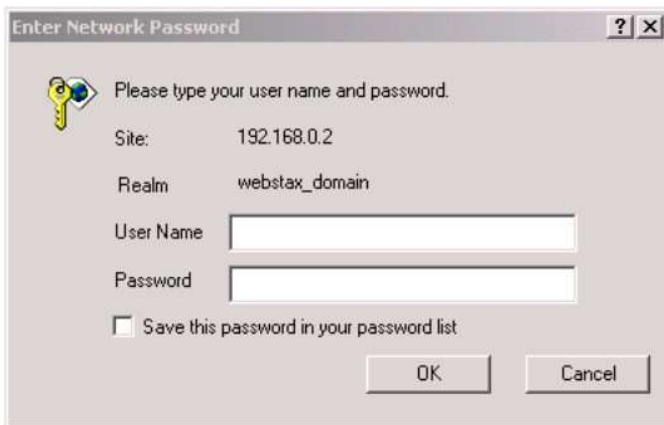 Enter Network Password
Please type your user name and password.
Site: 192.168.0.2
Realm webstax_domain
User Name
Password
Save this password in your password list
OK Cancel